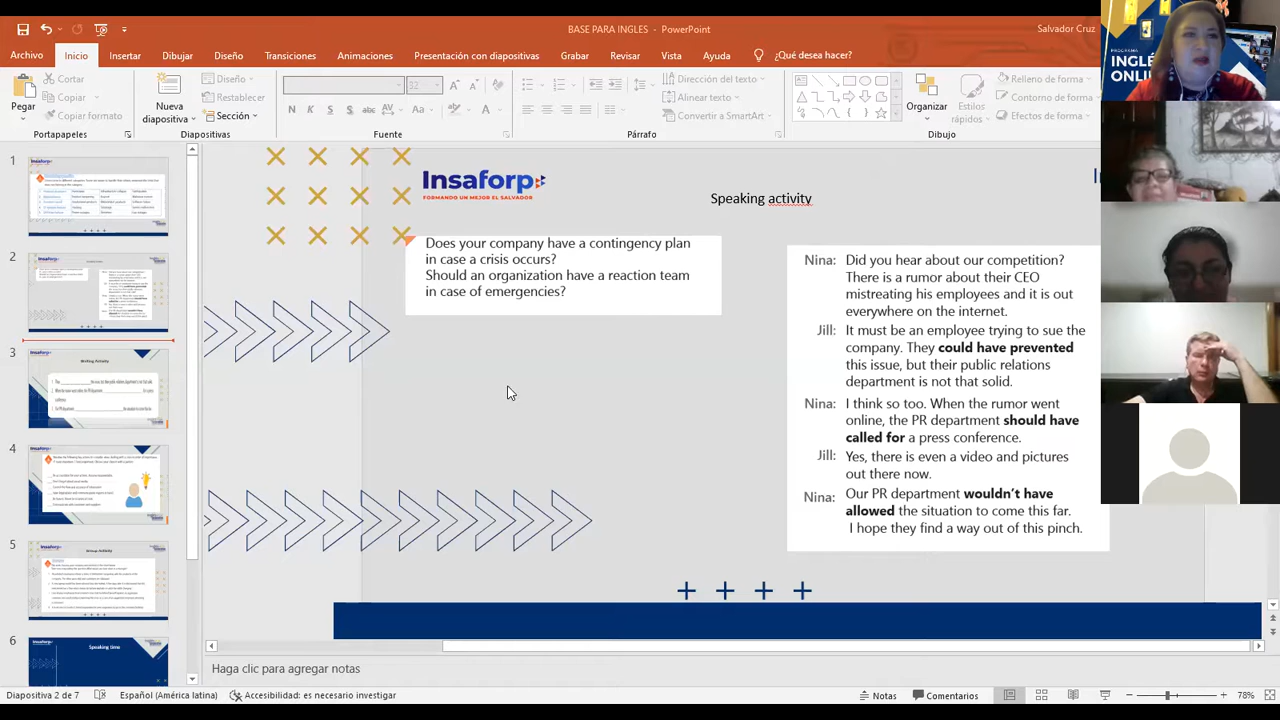 BASE PARA INGLES - PowerPoint
Salvador Cruz
Archivo Inicio Insertar Dibujar Diseño Transiciones Animaciones Presentación con diapositivas Grabar Revisar Vista Ayuda ¿Qué desea hacer?
Pegar
Cortar
Copiar
Copiar formato
Portapapeles
Nueva diapositiva
Diseño
Restablecer
Sección
Diapositivas
Fuente
Dirección del texto
Alinear texto
Convertir a SmartArt
Párrafo
Organizar
Estilos rápidos
Relleno de forma
Contorno de forma
Efectos de forma
Dibujo
PROGRAMA
INGLÉ
ONLIN
1
2
3
4
5
6
Speaking time
Insaforp
FORMANDO UN MEJOR EL SALVADOR
Speaking activity
Does your company have a contingency plan
in case a crisis occurs?
Should an organization have a reaction team
in case of emergencies?
Nina: Did you hear about our competition?
There is a rumor about their CEO
mistreating his employees and it is out
everywhere on the internet.
Jill: It must be an employee trying to sue the
company. They could have prevented
this issue, but their public relations
department is not that solid.
Nina: I think so too. When the rumor went
online, the PR department should have
called for a press conference.
Jill: Yes, there is even a video and pictures
out there now.
Nina: Our PR department wouldn't have
allowed the situation to come this far.
I hope they find a way out of this pinch.
Haga clic para agregar notas
Diapositiva 2 de 7 Español (América latina) Accesibilidad: es necesario investigar Notas Comentarios 78%